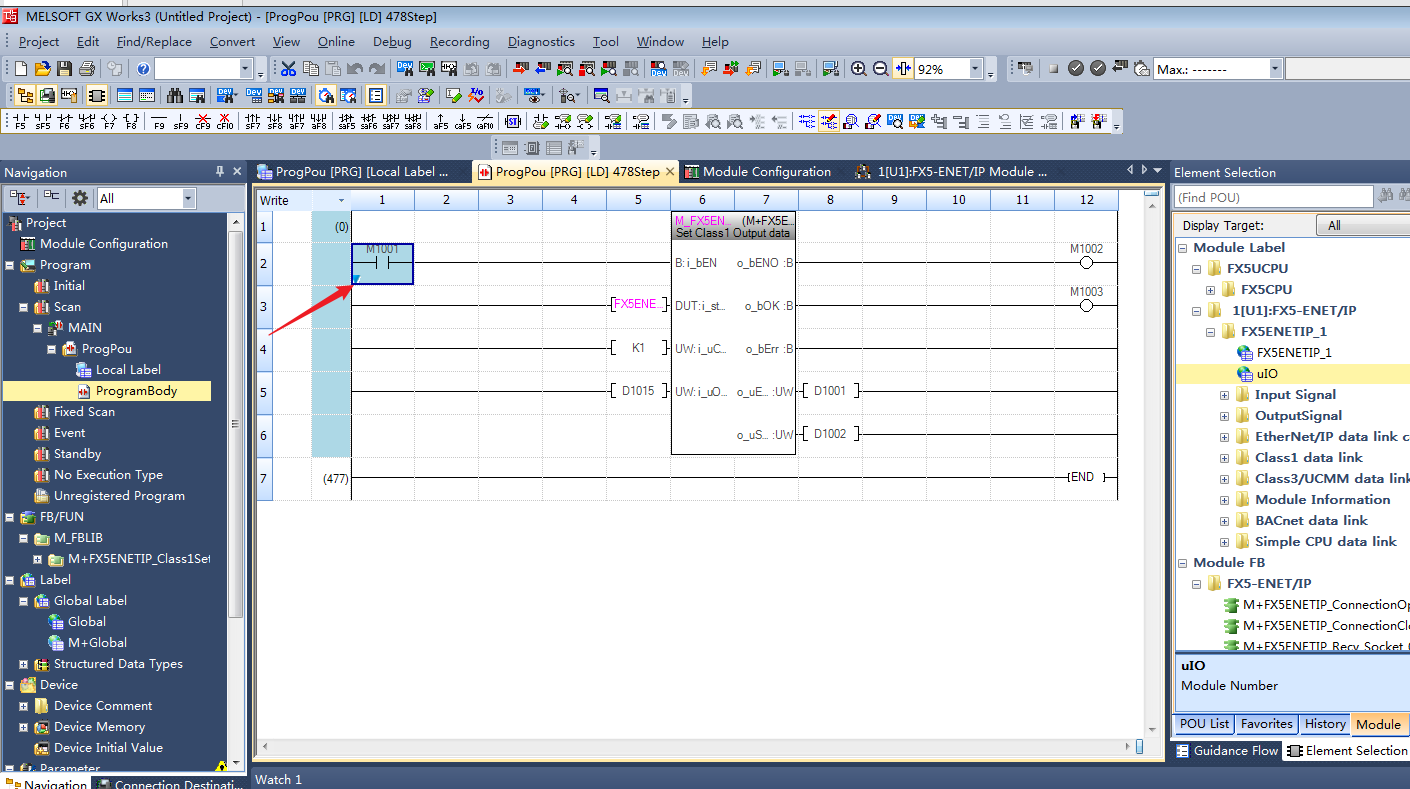 MELSOFT GX Works3 (Untitled Project) - [ProgPou [PRG] [LD] 478Step]
Project Edit Find/Replace Convert View Online Debug Recording Diagnostics Tool Window Help
92%
Max.: -------
F5 sF5 F6 sF6 F7 F8 F9 sF9 cF9 cF10 sF7 sF8 aF7 aF8 saF5 saF6 saF7 saF8 aF5 caF5 caF10
Navigation
ProgPou [PRG] [Local Label ...
ProgPou [PRG] [LD] 478Step
Module Configuration
1[U1]:FX5-ENET/IP Module ...
Element Selection
All
Write 1 2 3 4 5 6 7 8 9 10 11 12
(Find POU)
Display Target: All
Project
Module Configuration
Program
Initial
Scan
MAIN
ProgPou
Local Label
ProgramBody
Fixed Scan
Event
Standby
No Execution Type
Unregistered Program
FB/FUN
M_FBLIB
M+FX5ENETIP_Class1Set
Label
Global Label
Global
M+Global
Structured Data Types
Device
Device Comment
Device Memory
Device Initial Value
Parameter
Navigation
Connection Destinati...
1 (0) M_FX5EN... (M+FX5E...
Set Class1 Output data
2 M1001 B:i_bEN o_bENO :B M1002
3 FX5ENE... DUT:i_st... o_bOK :B M1003
4 K1 UW:i_uC... o_bErr :B
5 D1015 UW:i_uO... o_uE... :UW D1001
6 o_uS... :UW D1002
7 (477) END
Watch 1
Module Label
FX5UCPU
FX5CPU
1[U1]:FX5-ENET/IP
FX5ENETIP_1
FX5ENETIP_1
uIO
Input Signal
OutputSignal
EtherNet/IP data link c
Class1 data link
Class3/UCMM data link
Module Information
BACnet data link
Simple CPU data link
Module FB
FX5-ENET/IP
M+FX5ENETIP_ConnectionOp
M+FX5ENETIP_ConnectionClo
M+FX5ENETIP_Recv_Socket
uIO
Module Number
POU List Favorites History Module
Guidance Flow Element Selection